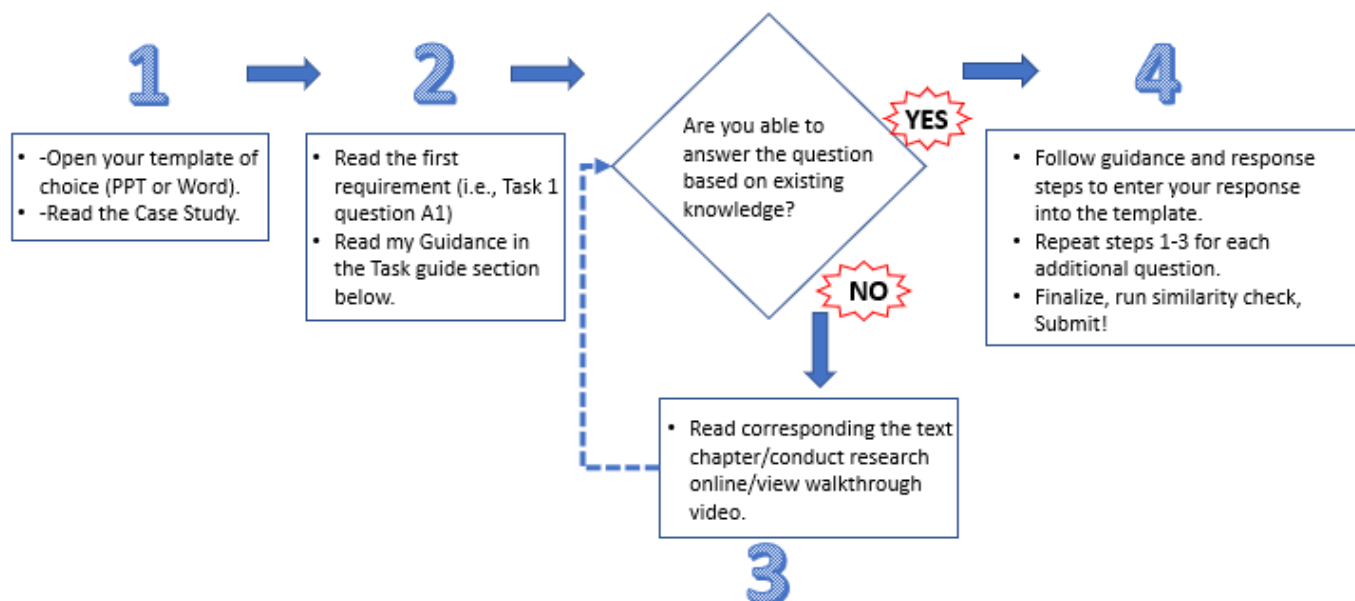 1
• -Open your template of
choice (PPT or Word).
• -Read the Case Study.
2
• Read the first
requirement (i.e., Task 1
question A1)
• Read my Guidance in
the Task guide section
below.
Are you able to
answer the question
based on existing
knowledge?
YES
NO
• Read corresponding the text
chapter/conduct research
online/view walkthrough
video.
3
4
• Follow guidance and response
steps to enter your response
into the template.
• Repeat steps 1-3 for each
additional question.
• Finalize, run similarity check,
Submit!